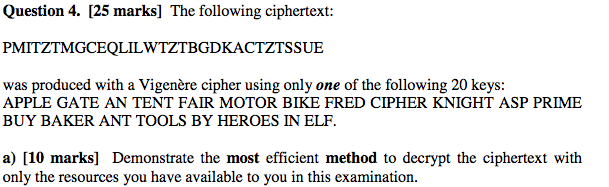 Question 4. [25 marks] The following ciphertext:
PMITZTMGCEQLILWTZTBGDKACTZTSSUE
was produced with a Vigenère cipher using only one of the following 20 keys:
APPLE GATE AN TENT FAIR MOTOR BIKE FRED CIPHER KNIGHT ASP PRIME
BUY BAKER ANT TOOLS BY HEROES IN ELF.
a) [10 marks] Demonstrate the most efficient method to decrypt the ciphertext with
only the resources you have available to you in this examination.